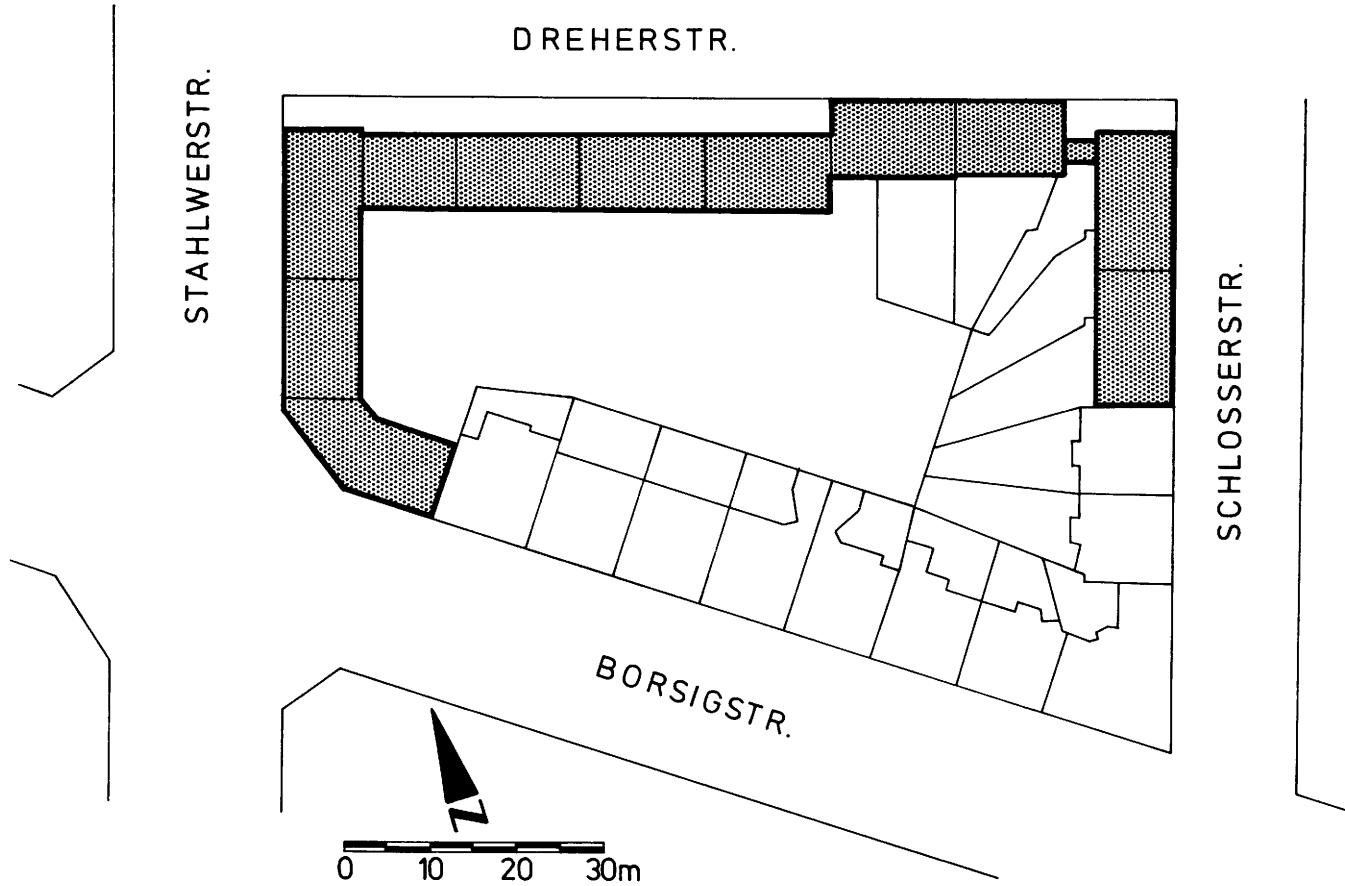 DREHERSTR.
STAHLWERSTR.
SCHLOSSERSTR.
BORSIGSTR.
N
0 10 20 30m